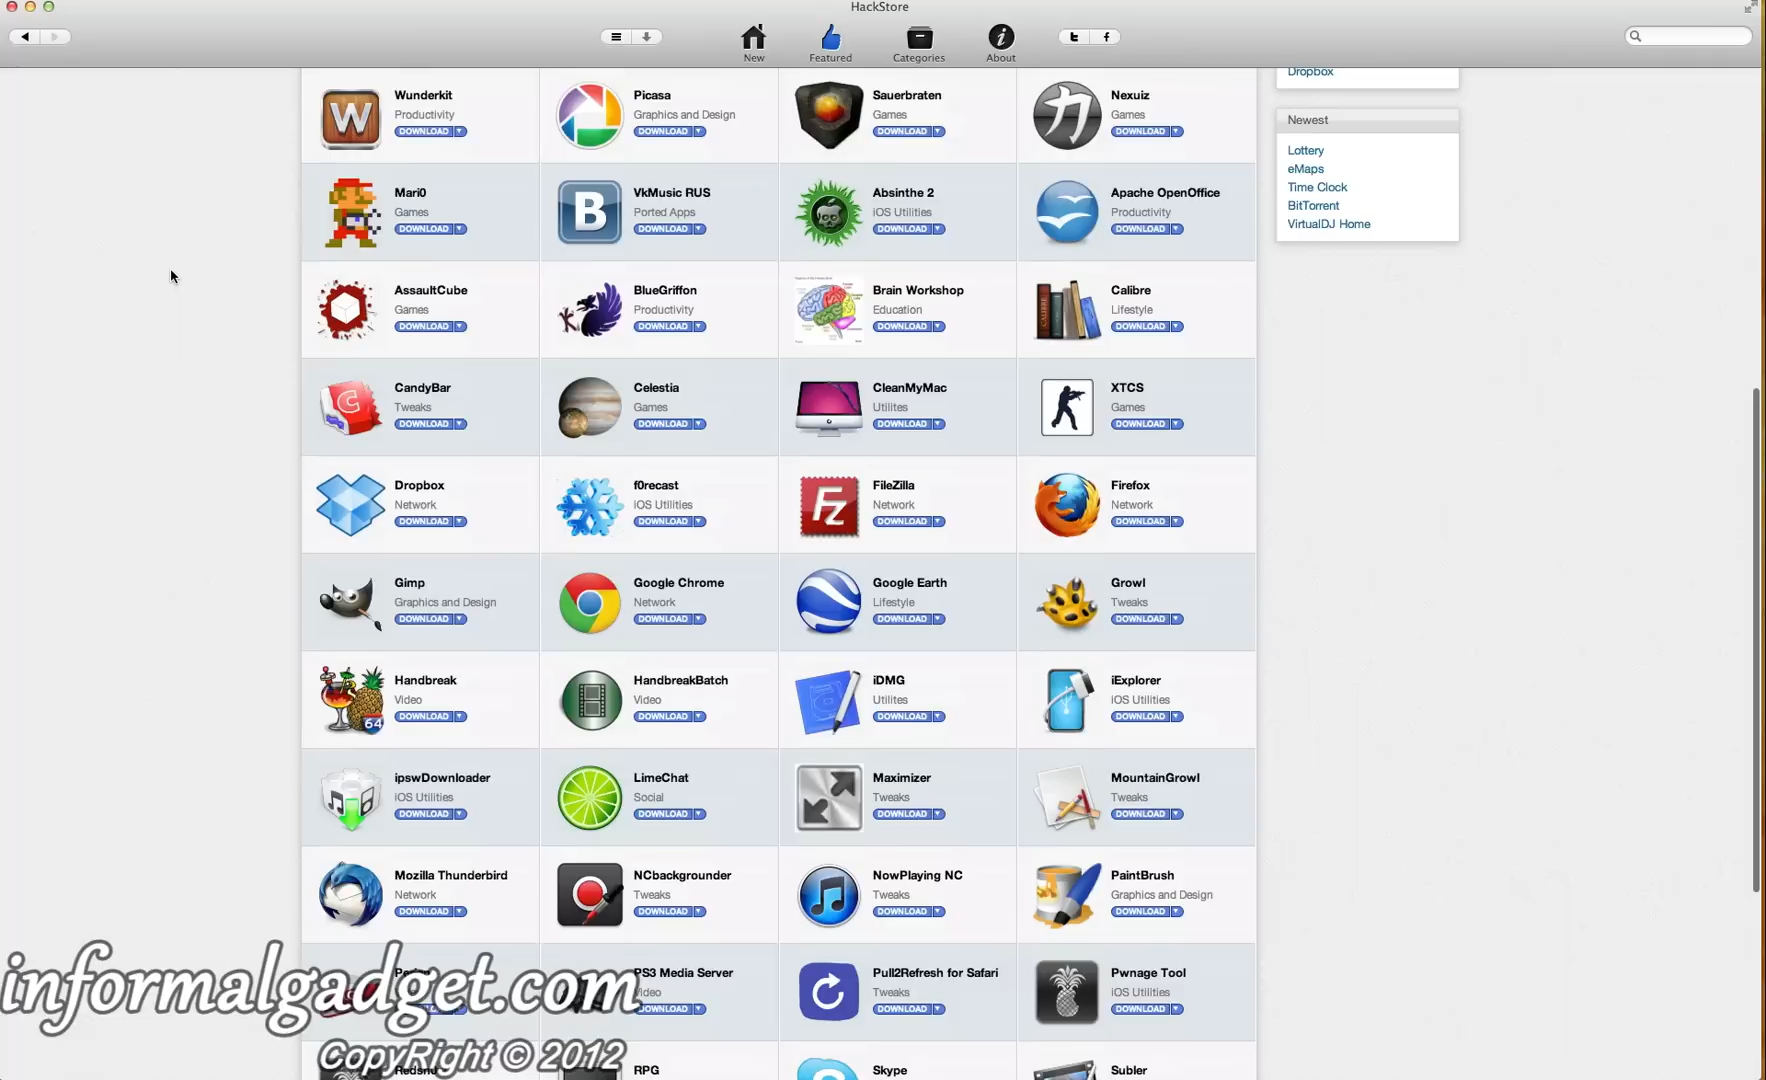 HackStore
New Featured Categories About
Dropbox
Wunderkit Picasa Sauerbraten Nexuiz
Productivity Graphics and Design Games Games
DOWNLOAD DOWNLOAD DOWNLOAD DOWNLOAD
Newest
Lottery
eMaps
Time Clock
BitTorrent
VirtualDJ Home
Mari0 VkMusic RUS Absinthe 2 Apache OpenOffice
Games Ported Apps iOS Utilities Productivity
DOWNLOAD DOWNLOAD DOWNLOAD DOWNLOAD
AssaultCube BlueGriffon Brain Workshop Calibre
Games Productivity Education Lifestyle
DOWNLOAD DOWNLOAD DOWNLOAD DOWNLOAD
CandyBar Celestia CleanMyMac XTCS
Tweaks Games Utilites Games
DOWNLOAD DOWNLOAD DOWNLOAD DOWNLOAD
Dropbox f0recast FileZilla Firefox
Network iOS Utilities Network Network
DOWNLOAD DOWNLOAD DOWNLOAD DOWNLOAD
Gimp Google Chrome Google Earth Growl
Graphics and Design Network Lifestyle Tweaks
DOWNLOAD DOWNLOAD DOWNLOAD DOWNLOAD
Handbreak HandbreakBatch iDMG iExplorer
Video Video Utilites iOS Utilities
DOWNLOAD DOWNLOAD DOWNLOAD DOWNLOAD
ipswDownloader LimeChat Maximizer MountainGrowl
iOS Utilities Social Tweaks Tweaks
DOWNLOAD DOWNLOAD DOWNLOAD DOWNLOAD
Mozilla Thunderbird NCbackgrounder NowPlaying NC PaintBrush
Network Tweaks Tweaks Graphics and Design
DOWNLOAD DOWNLOAD DOWNLOAD DOWNLOAD
PS3 Media Server Pull2Refresh for Safari Pwnage Tool
Video Tweaks iOS Utilities
DOWNLOAD DOWNLOAD DOWNLOAD
informalgadget.com
CopyRight © 2012
RPG Skype Subler